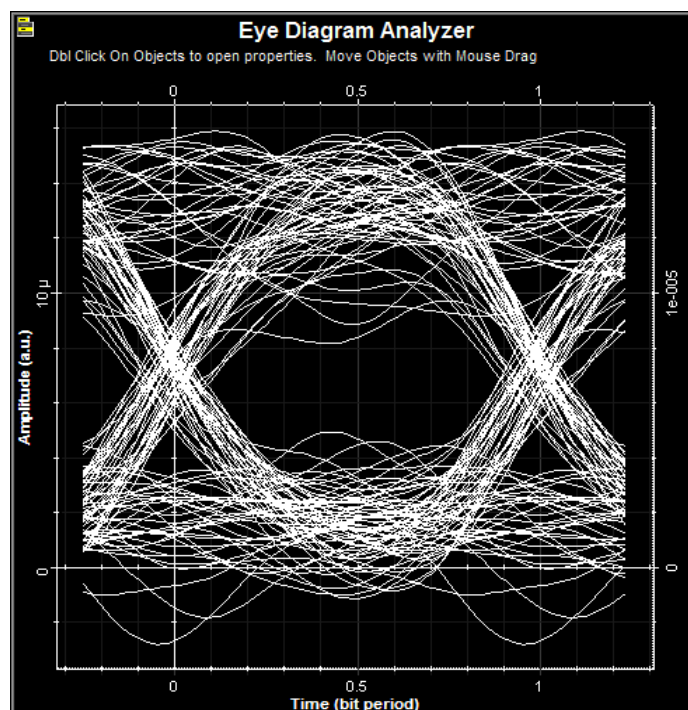 Eye Diagram Analyzer
Dbl Click On Objects to open properties. Move Objects with Mouse Drag
0 0.5 1
Amplitude (a.u.)
10 µ
0
1e-005
0
0 0.5 1
Time (bit period)